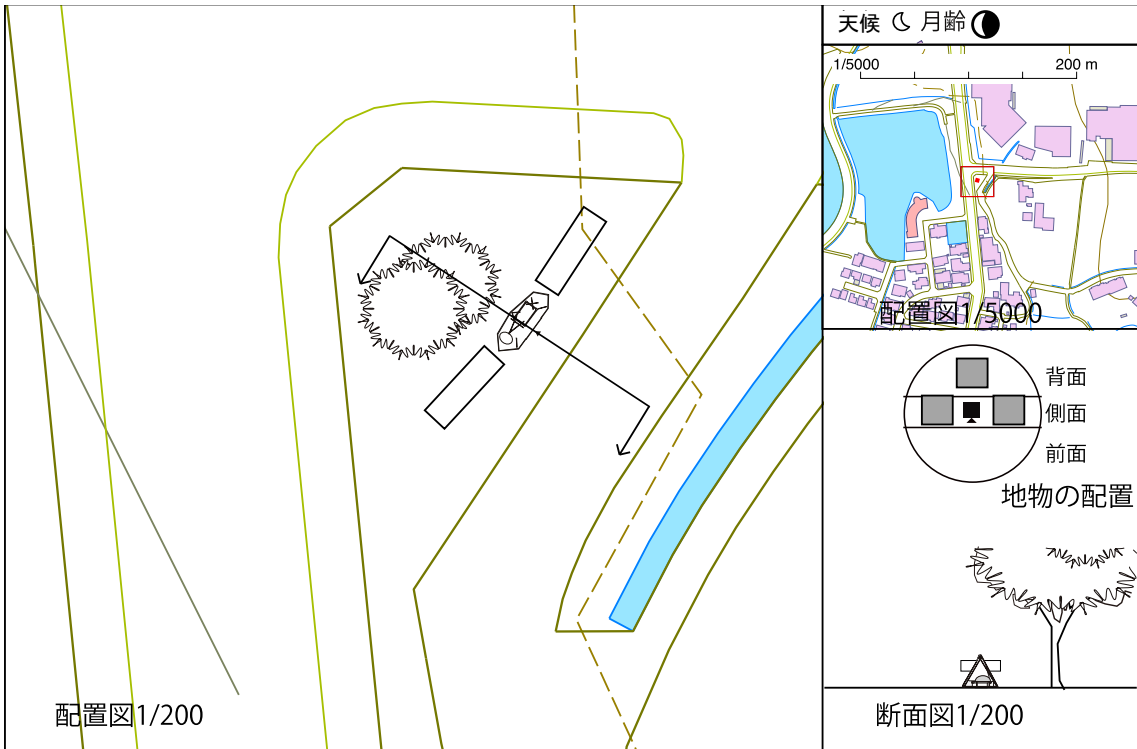 天候 月齢
1/5000 200 m
配置図1/5000
背面
側面
前面
地物の配置
配置図1/200
断面図1/200